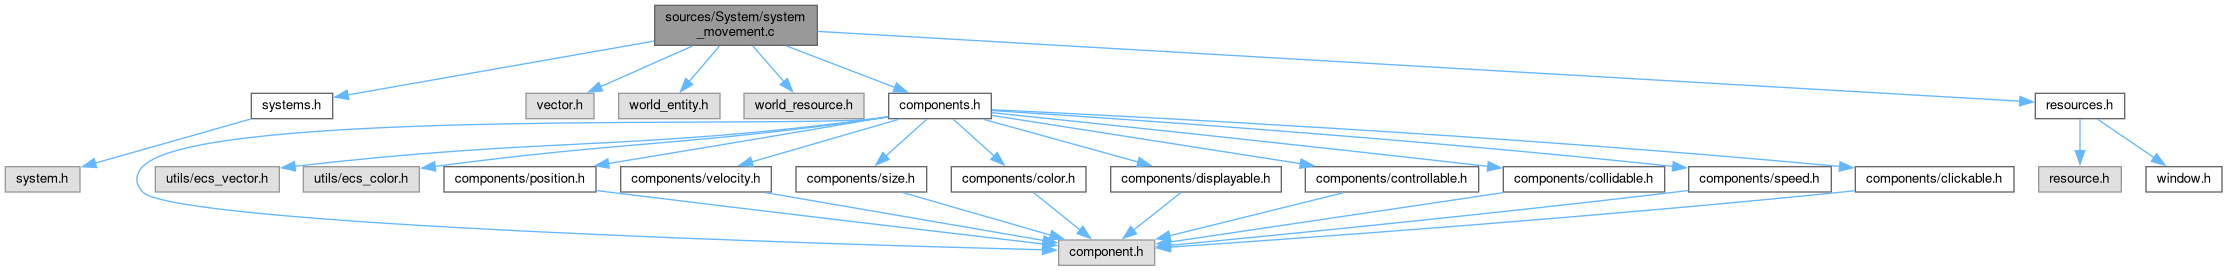 sources/System/system
_movement.c
systems.h
vector.h
world_entity.h
world_resource.h
components.h
resources.h
system.h
utils/ecs_vector.h
utils/ecs_color.h
components/position.h
components/velocity.h
components/size.h
components/color.h
components/displayable.h
components/controllable.h
components/collidable.h
components/speed.h
components/clickable.h
resource.h
window.h
component.h